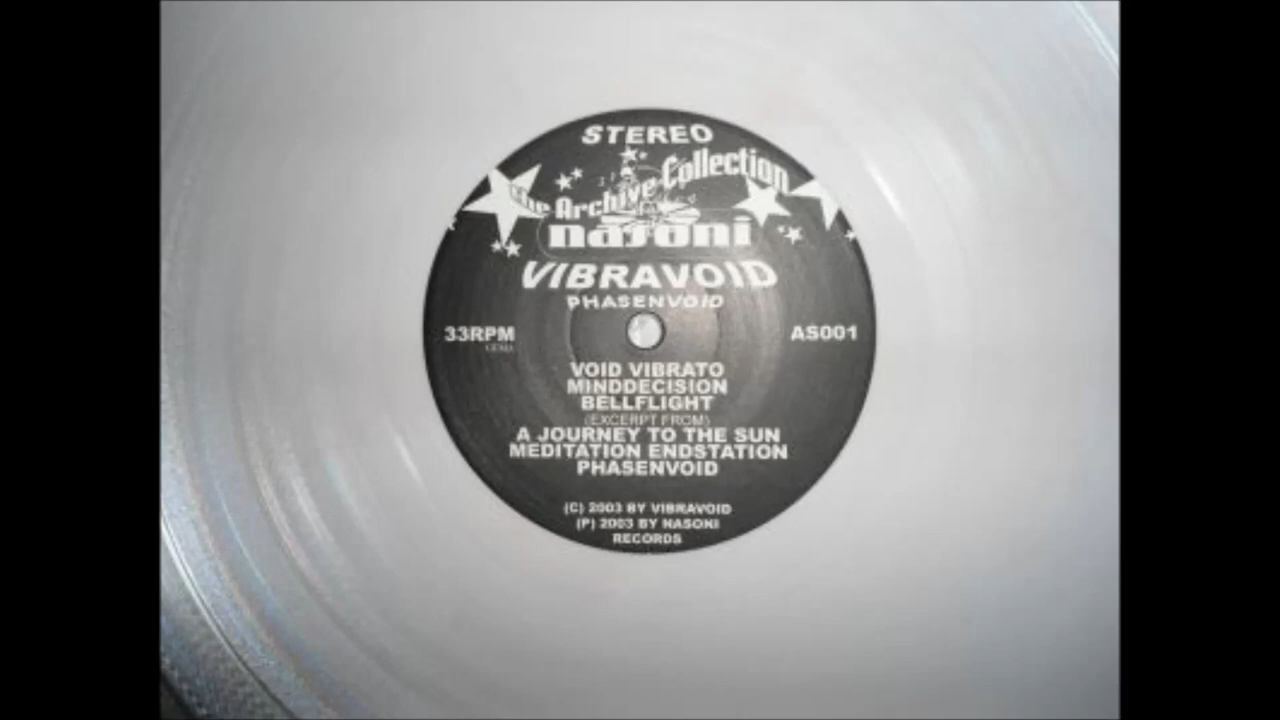 STEREO
The Archive Collection
nasoni
VIBRAVOID
PHASENVOID
33RPM
AS001
VOID VIBRATO
MINDDECISION
BELLFLIGHT
(EXCERPT FROM)
A JOURNEY TO THE SUN
MEDITATION ENDSTATION
PHASENVOID
(C) 2003 BY VIBRAVOID
(P) 2003 BY NASONI
RECORDS